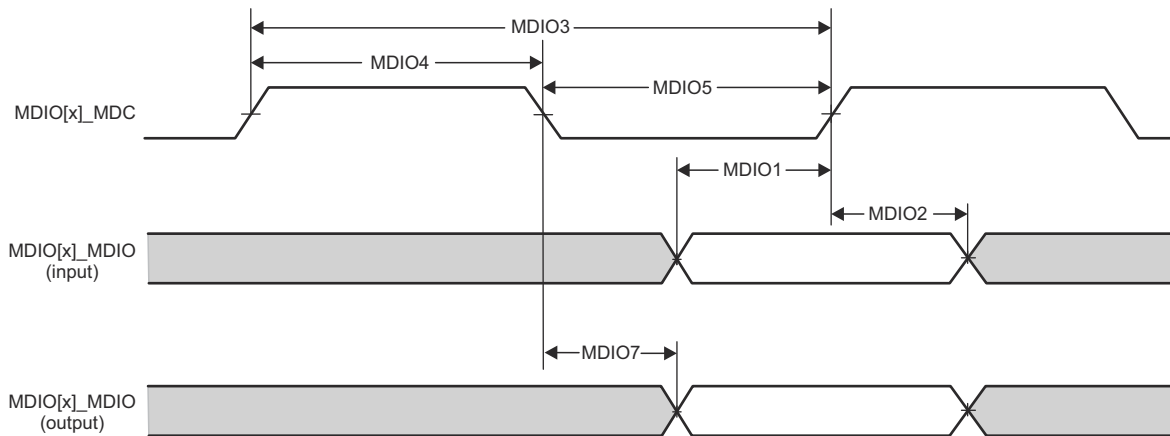 MDIO3
MDIO4
MDIO5
MDIO[x]_MDC
MDIO1
MDIO2
MDIO[x]_MDIO
(input)
MDIO7
MDIO[x]_MDIO
(output)